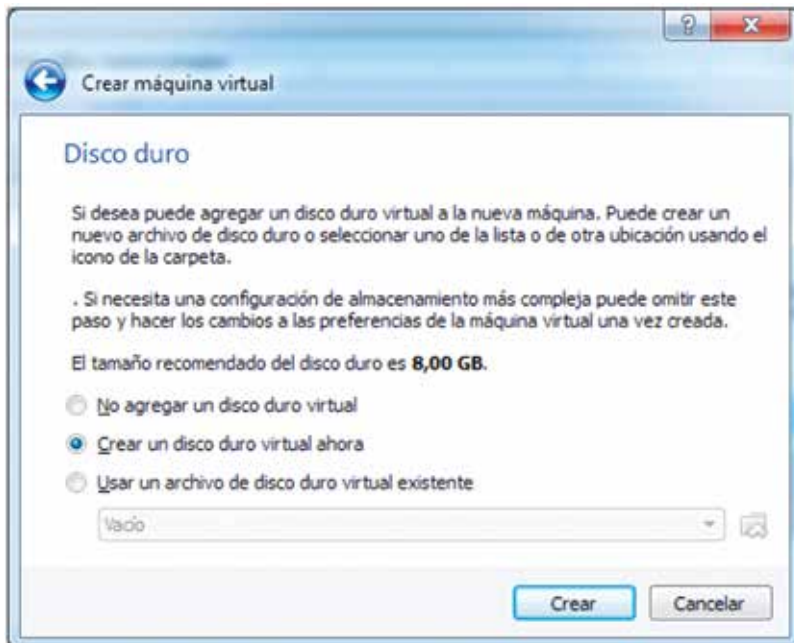 Crear máquina virtual
Disco duro
Si desea puede agregar un disco duro virtual a la nueva máquina. Puede crear un
nuevo archivo de disco duro o seleccionar uno de la lista o de otra ubicación usando el
icono de la carpeta.
. Si necesita una configuración de almacenamiento más compleja puede omitir este
paso y hacer los cambios a las preferencias de la máquina virtual una vez creada.
El tamaño recomendado del disco duro es 8,00 GB.
No agregar un disco duro virtual
Crear un disco duro virtual ahora
Usar un archivo de disco duro virtual existente
Vacío
Crear Cancelar